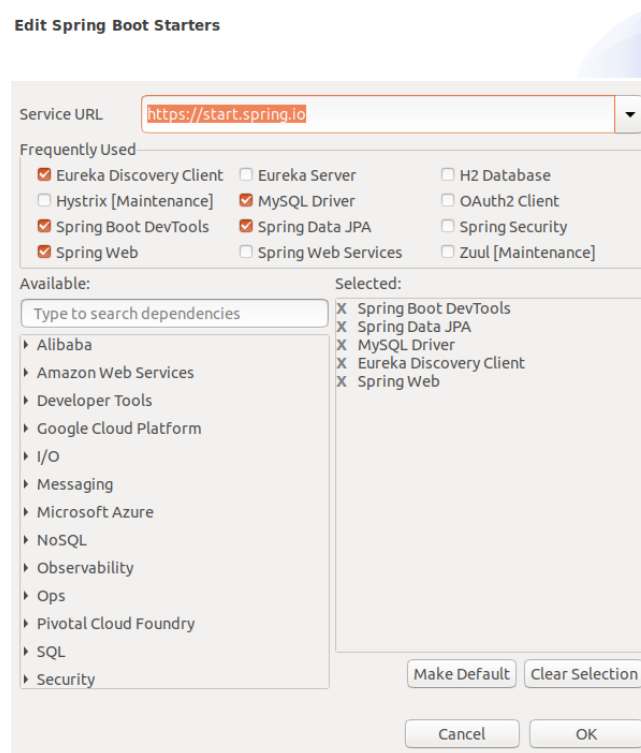 Edit Spring Boot Starters
Service URL https://start.spring.io
Frequently Used
Eureka Discovery Client Eureka Server H2 Database
Hystrix [Maintenance] MySQL Driver OAuth2 Client
Spring Boot DevTools Spring Data JPA Spring Security
Spring Web Spring Web Services Zuul [Maintenance]
Available:
Type to search dependencies
Alibaba
Amazon Web Services
Developer Tools
Google Cloud Platform
I/O
Messaging
Microsoft Azure
NoSQL
Observability
Ops
Pivotal Cloud Foundry
SQL
Security
Selected:
X Spring Boot DevTools
X Spring Data JPA
X MySQL Driver
X Eureka Discovery Client
X Spring Web
Make Default Clear Selection
Cancel OK